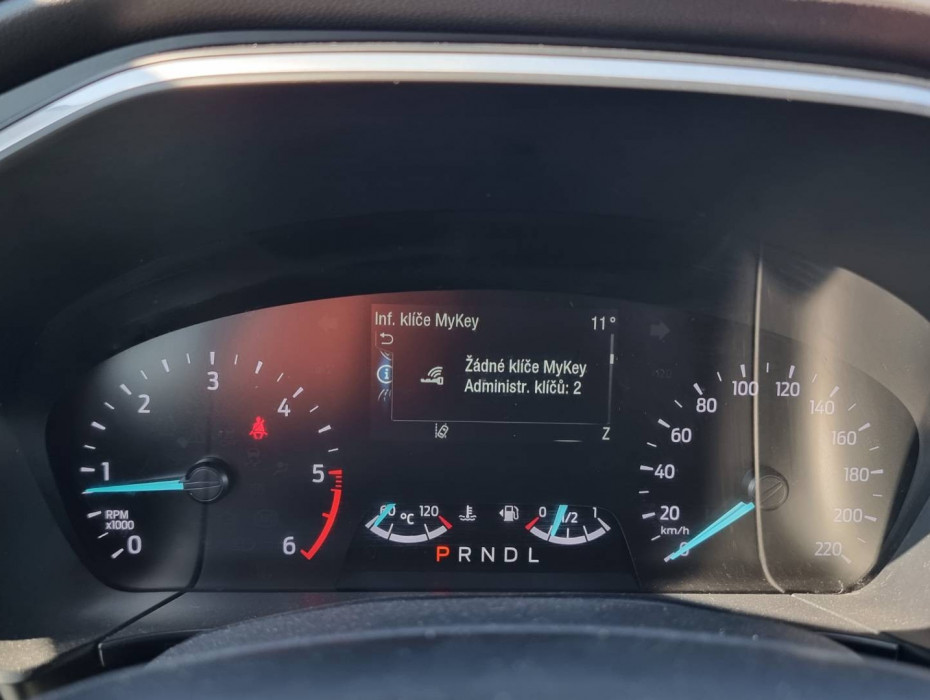 Inf. klíče MyKey 11°
Žádné klíče MyKey
Administr. klíčů: 2
Z
0 1 2 3 4 5 6
RPM
x1000
60 °C 120
0 1/2 1
P R N D L
0 20 40 60 80 100 120 140 160 180 200 220
km/h